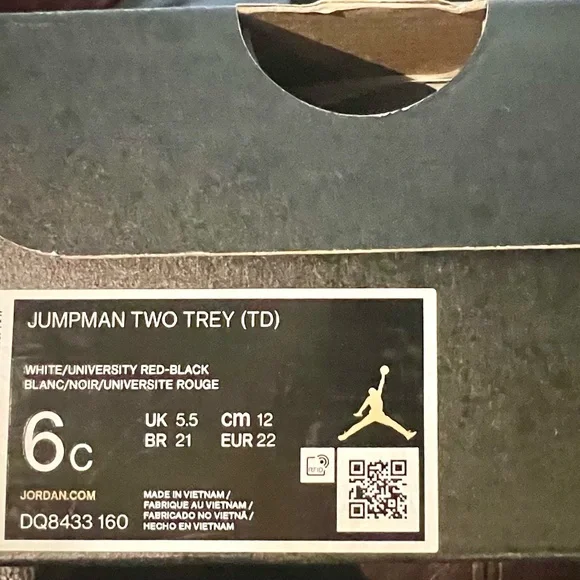 JUMPMAN TWO TREY (TD)
WHITE/UNIVERSITY RED-BLACK
BLANC/NOIR/UNIVERSITE ROUGE
6C
UK 5.5 cm 12
BR 21 EUR 22
JORDAN.COM
DQ8433 160
MADE IN VIETNAM /
FABRIQUE AU VIETNAM /
FABRICADO NO VIETNÃ /
HECHO EN VIETNAM